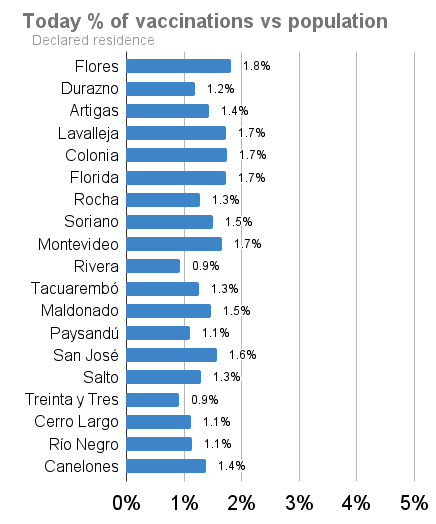 Today % of vaccinations vs population
Declared residence
Flores 1.8%
Durazno 1.2%
Artigas 1.4%
Lavalleja 1.7%
Colonia 1.7%
Florida 1.7%
Rocha 1.3%
Soriano 1.5%
Montevideo 1.7%
Rivera 0.9%
Tacuarembó 1.3%
Maldonado 1.5%
Paysandú 1.1%
San José 1.6%
Salto 1.3%
Treinta y Tres 0.9%
Cerro Largo 1.1%
Río Negro 1.1%
Canelones 1.4%
0% 1% 2% 3% 4% 5%